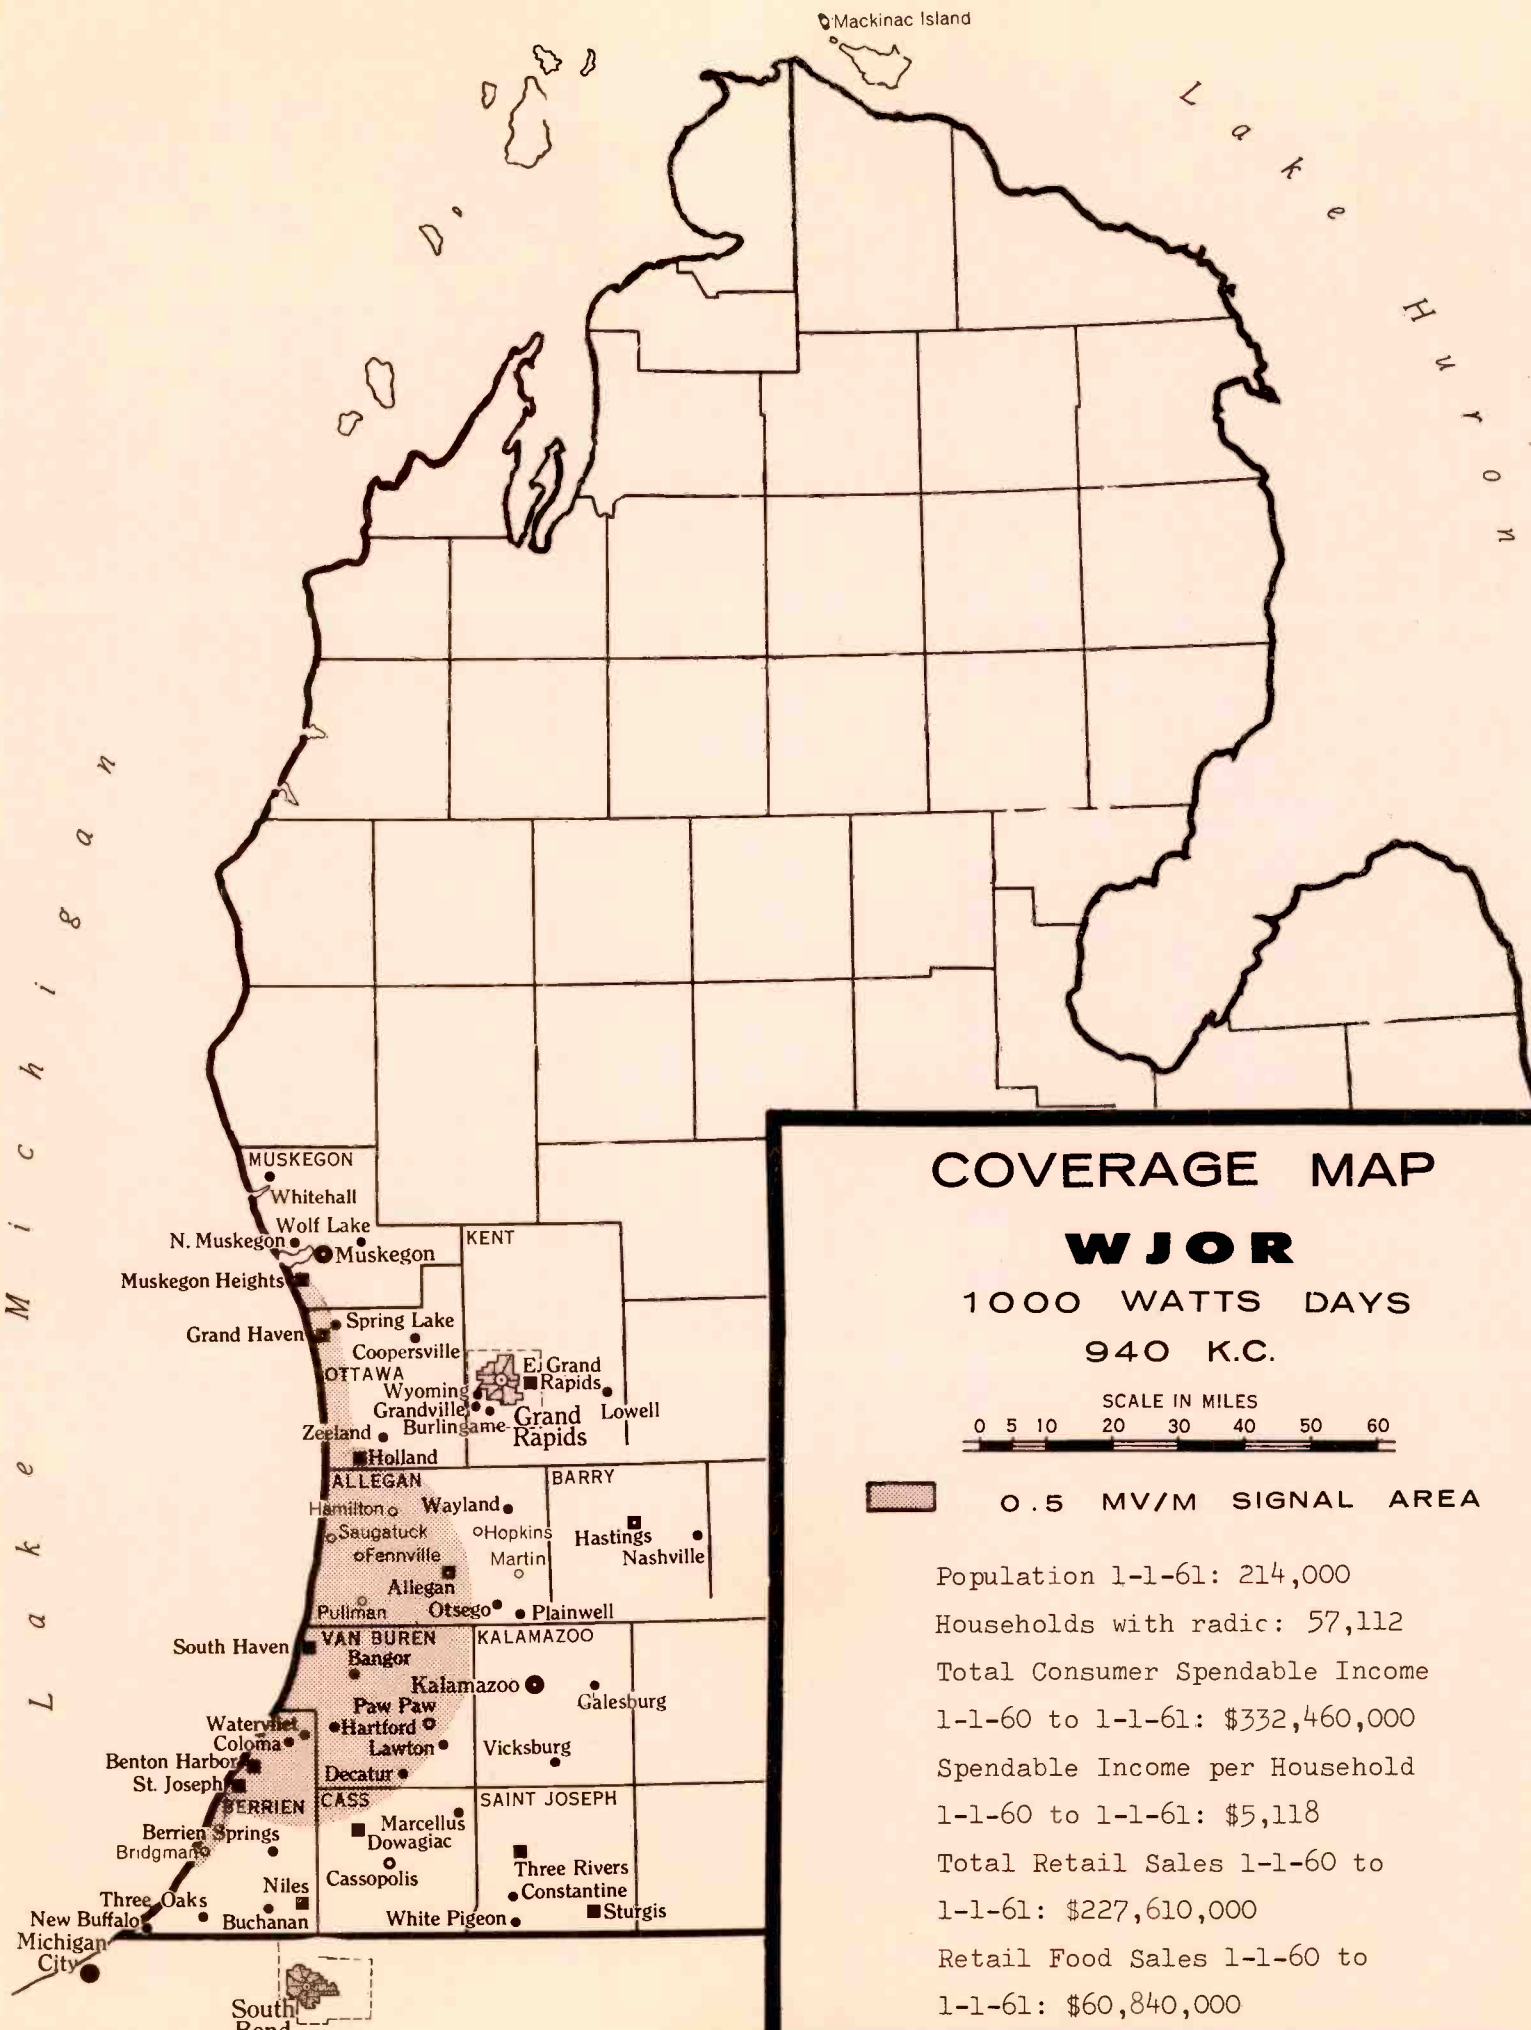 Mackinac Island
Lake Huron
Lake Michigan
MUSKEGON
Whitehall
Wolf Lake
N. Muskegon
Muskegon
KENT
Muskegon Heights
Spring Lake
Grand Haven
Coopersville
OTTAWA
E. Grand
Rapids
Wyoming
Grandville
Lowell
Burlingame
Grand
Rapids
Zeeland
Holland
ALLEGAN
BARRY
Hamilton
Wayland
Saugatuck
Hopkins
Hastings
Fennville
Martin
Nashville
Allegan
Pullman
Otsego
Plainwell
South Haven
VAN BUREN
KALAMAZOO
Bangor
Kalamazoo
Galesburg
Paw Paw
Watervliet
Hartford
Coloma
Lawton
Vicksburg
Benton Harbor
St. Joseph
Decatur
BERRIEN
CASS
SAINT JOSEPH
Marcellus
Berrien Springs
Dowagiac
Bridgman
Cassopolis
Three Rivers
Niles
Constantine
Three Oaks
Sturgis
New Buffalo
Buchanan
White Pigeon
Michigan
City
South
Bend
COVERAGE MAP
WJOR
1000 WATTS DAYS
940 K.C.
SCALE IN MILES
0 5 10 20 30 40 50 60
0.5 MV/M SIGNAL AREA
Population 1-1-61: 214,000
Households with radic: 57,112
Total Consumer Spendable Income
1-1-60 to 1-1-61: $332,460,000
Spendable Income per Household
1-1-60 to 1-1-61: $5,118
Total Retail Sales 1-1-60 to
1-1-61: $227,610,000
Retail Food Sales 1-1-60 to
1-1-61: $60,840,000